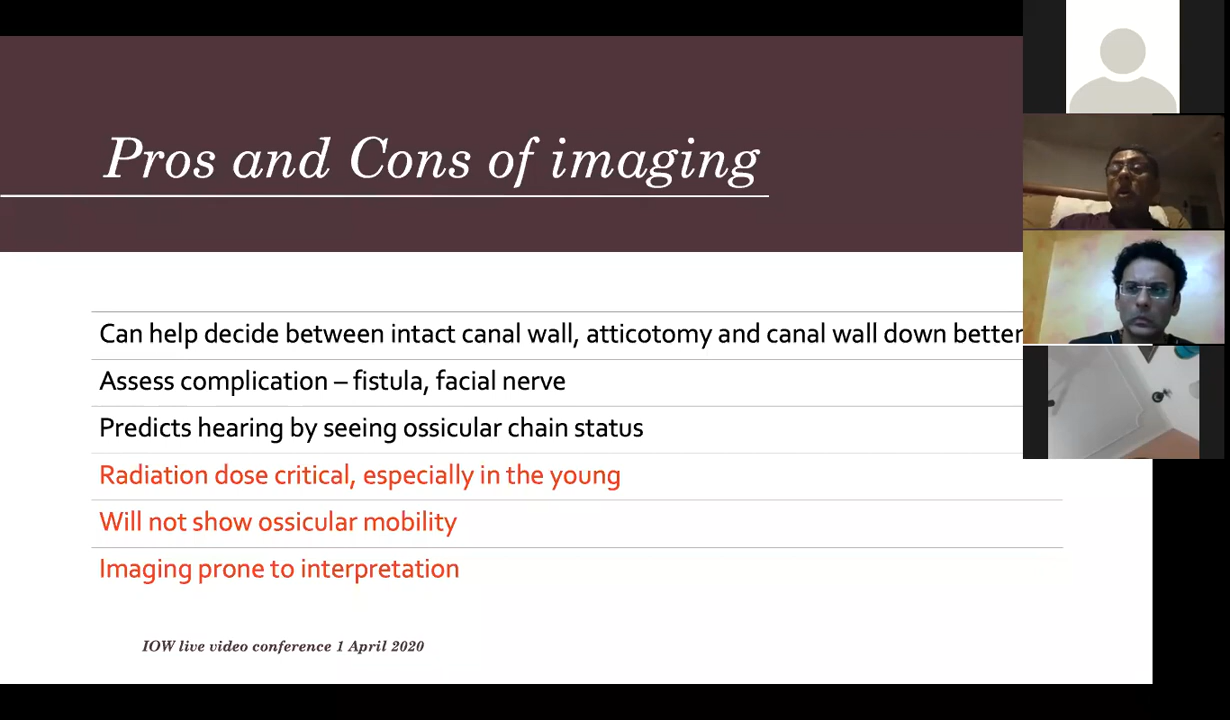 Pros and Cons of imaging
Can help decide between intact canal wall, atticotomy and canal wall down better
Assess complication – fistula, facial nerve
Predicts hearing by seeing ossicular chain status
Radiation dose critical, especially in the young
Will not show ossicular mobility
Imaging prone to interpretation
IOW live video conference 1 April 2020